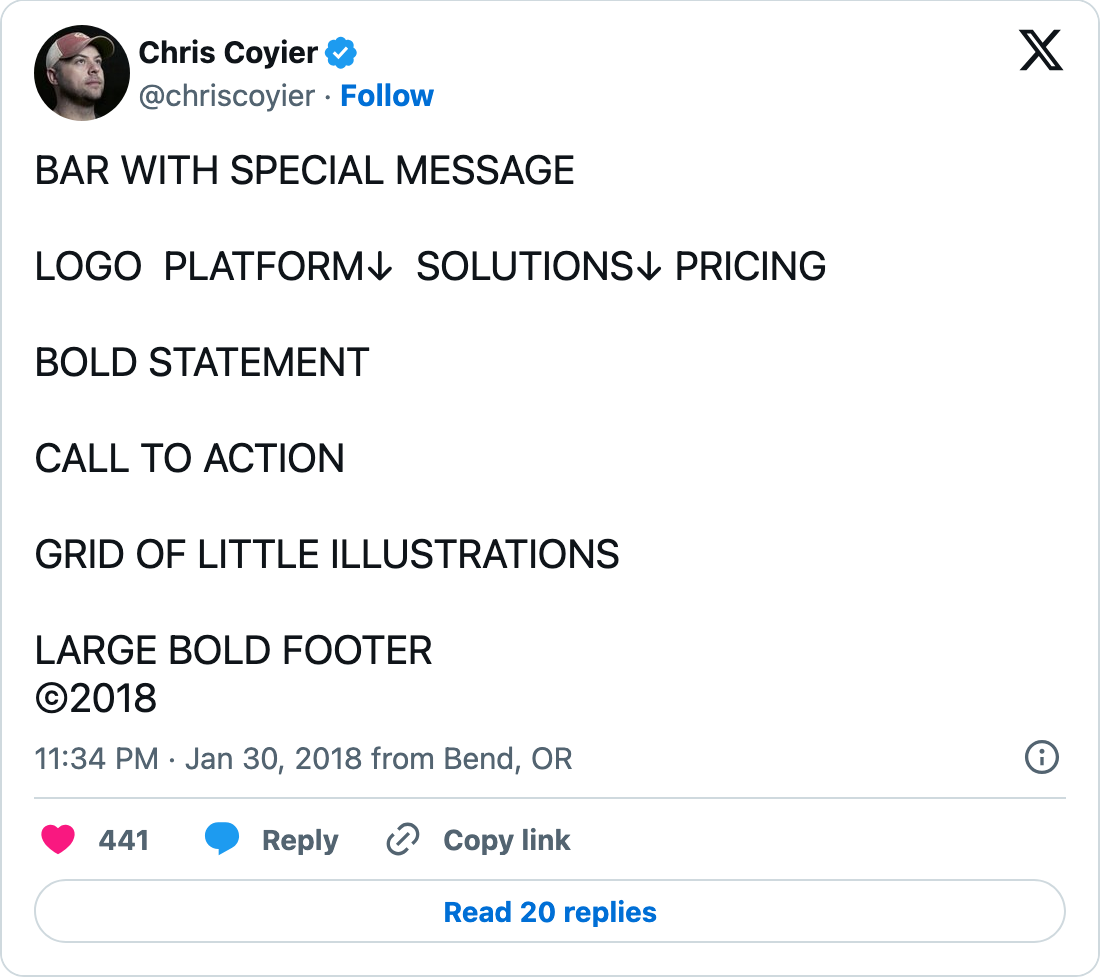 Chris Coyier
@chriscoyier · Follow
BAR WITH SPECIAL MESSAGE
LOGO  PLATFORM↓  SOLUTIONS↓ PRICING
BOLD STATEMENT
CALL TO ACTION
GRID OF LITTLE ILLUSTRATIONS
LARGE BOLD FOOTER
©2018
11:34 PM · Jan 30, 2018 from Bend, OR
441 Reply Copy link
Read 20 replies